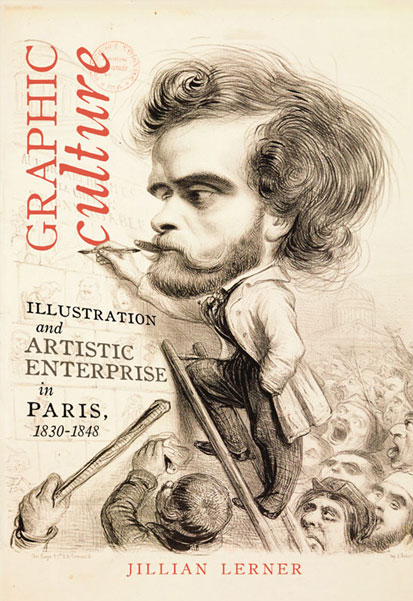 GRAPHIC
culture
ILLUSTRATION
and
ARTISTIC
ENTERPRISE
in
PARIS,
1830-1848
JILLIAN LERNER